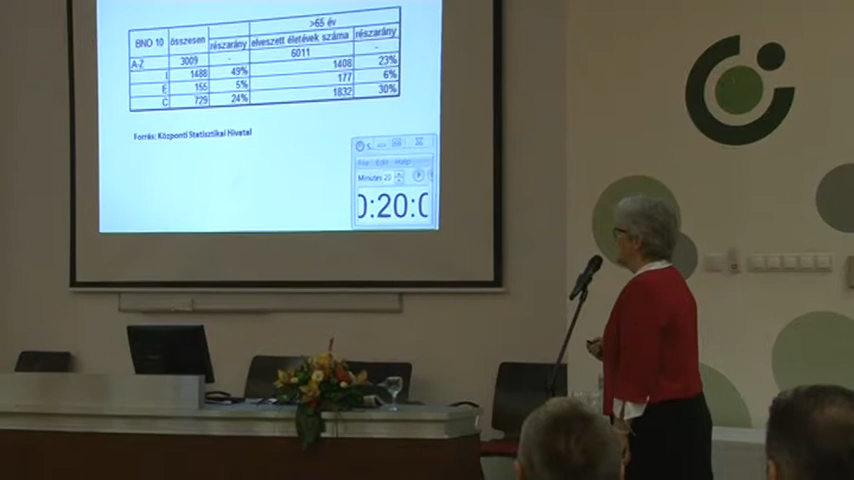 >65 év
BNO 10 összesen részarány elveszett életévek száma részarány
A-Z 3009 - 6011 -
I 1488 49% 1408 23%
E 155 5% 177 6%
C 729 24% 1832 30%
Forrás: Központi Statisztikai Hivatal
S...
File Edit Help
Minutes 20
0:20:0